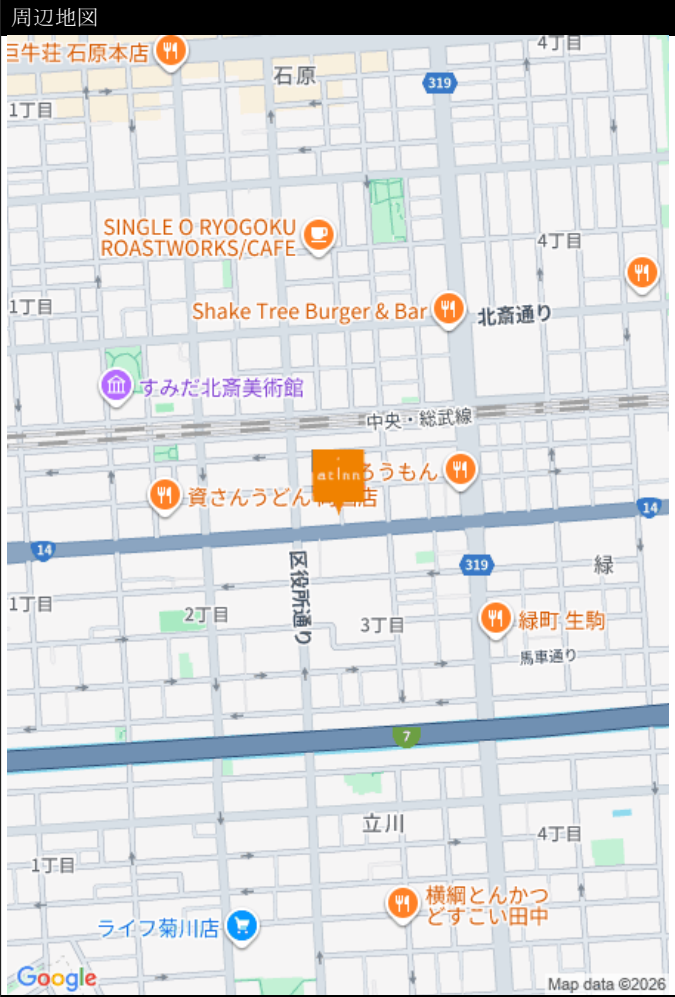 周辺地図
巨牛荘 石原本店
4丁目
石原
319
1丁目
SINGLE O RYOGOKU
ROASTWORKS/CAFE
4丁目
1丁目
Shake Tree Burger & Bar
北斎通り
すみだ北斎美術館
中央・総武線
at Inn
ろうもん
資さんうどん
店
14
14
区役所通り
319
緑
1丁目
2丁目
3丁目
緑町 生駒
馬車通り
7
立川
4丁目
1丁目
横綱とんかつ
どすこい田中
ライフ菊川店
Google
Map data ©2026